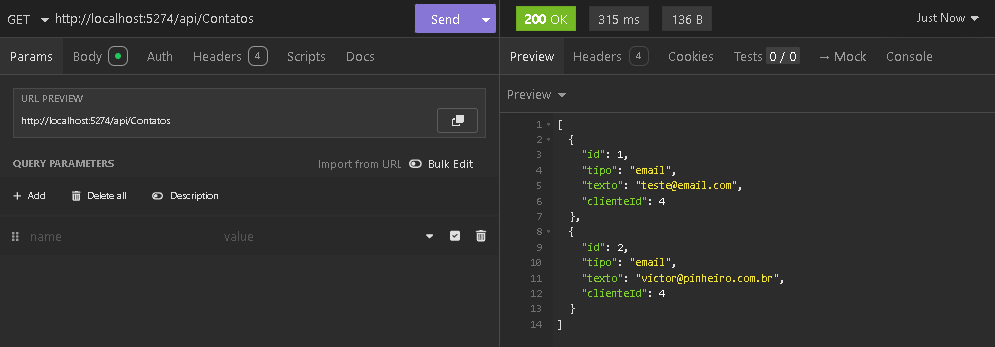 GET http://localhost:5274/api/Contatos Send
Params Body Auth Headers 4 Scripts Docs
URL PREVIEW
http://localhost:5274/api/Contatos
QUERY PARAMETERS Import from URL Bulk Edit
+ Add Delete all Description
name value
200 OK 315 ms 136 B Just Now
Preview Headers 4 Cookies Tests 0 / 0 → Mock Console
Preview
1 [
2 {
3 "id": 1,
4 "tipo": "email",
5 "texto": "teste@email.com",
6 "clienteId": 4
7 },
8 {
9 "id": 2,
10 "tipo": "email",
11 "texto": "victor@pinheiro.com.br",
12 "clienteId": 4
13 }
14 ]